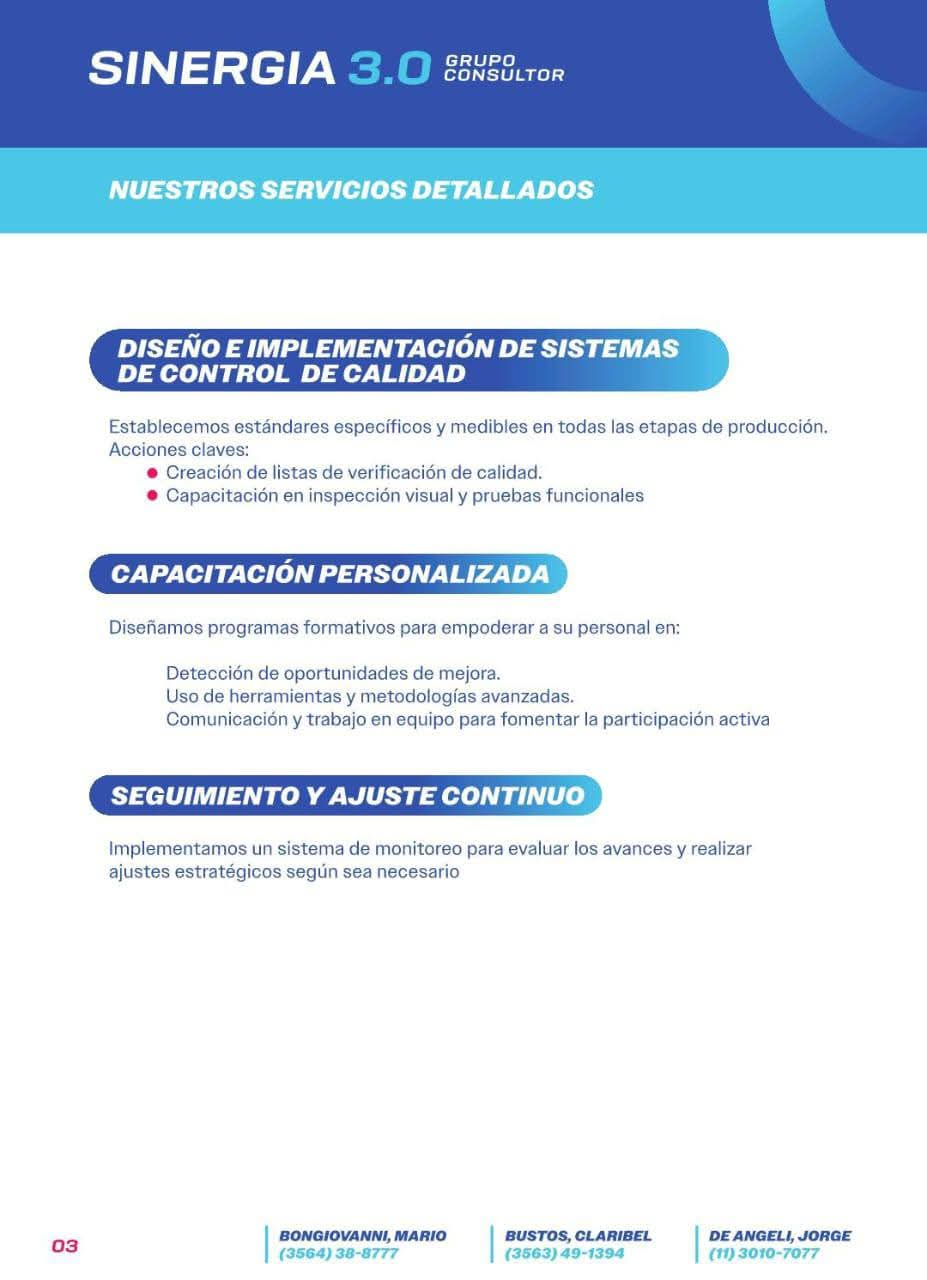 SINERGIA 3.0 GRUPO CONSULTOR
NUESTROS SERVICIOS DETALLADOS
DISEÑO E IMPLEMENTACIÓN DE SISTEMAS
DE CONTROL DE CALIDAD
Establecemos estándares específicos y medibles en todas las etapas de producción.
Acciones claves:
● Creación de listas de verificación de calidad.
● Capacitación en inspección visual y pruebas funcionales
CAPACITACIÓN PERSONALIZADA
Diseñamos programas formativos para empoderar a su personal en:
Detección de oportunidades de mejora.
Uso de herramientas y metodologías avanzadas.
Comunicación y trabajo en equipo para fomentar la participación activa
SEGUIMIENTO Y AJUSTE CONTINUO
Implementamos un sistema de monitoreo para evaluar los avances y realizar
ajustes estratégicos según sea necesario
03
BONGIOVANNI, MARIO
(3564) 38-8777
BUSTOS, CLARIBEL
(3563) 49-1394
DE ANGELI, JORGE
(11) 3010-7077